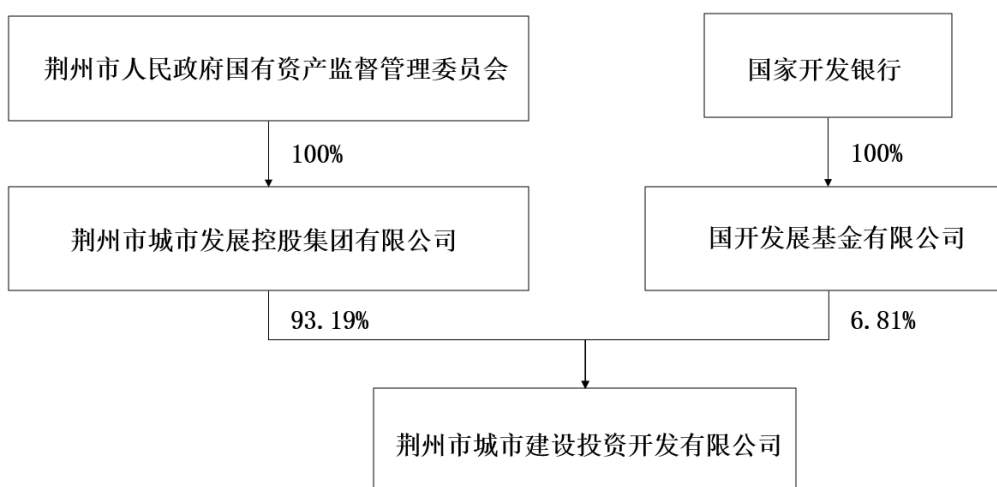 荆州市人民政府国有资产监督管理委员会
国家开发银行
100%
100%
荆州市城市发展控股集团有限公司
国开发展基金有限公司
93.19%
6.81%
荆州市城市建设投资开发有限公司